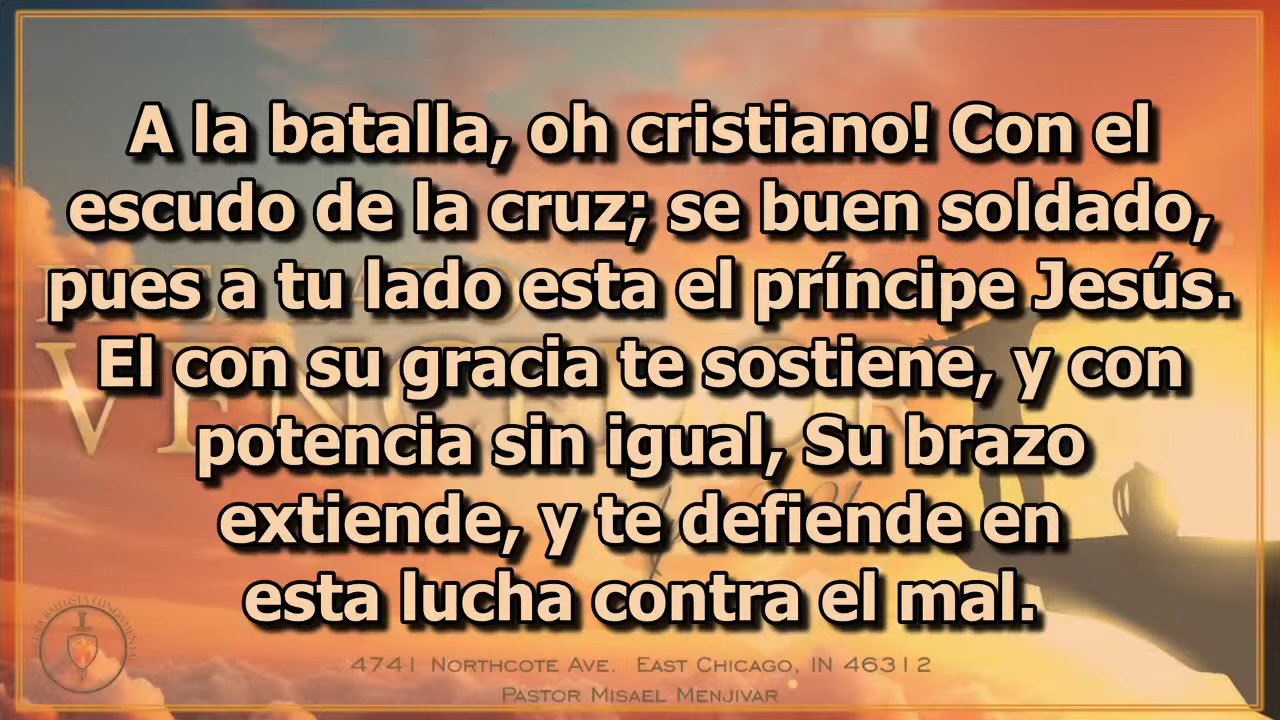 A la batalla, oh cristiano! Con el
escudo de la cruz; se buen soldado,
pues a tu lado esta el príncipe Jesús.
El con su gracia te sostiene, y con
potencia sin igual, Su brazo
extiende, y te defiende en
esta lucha contra el mal.
VENCEDOR
4741 Northcote Ave. East Chicago, IN 46312
Pastor Misael Menjivar